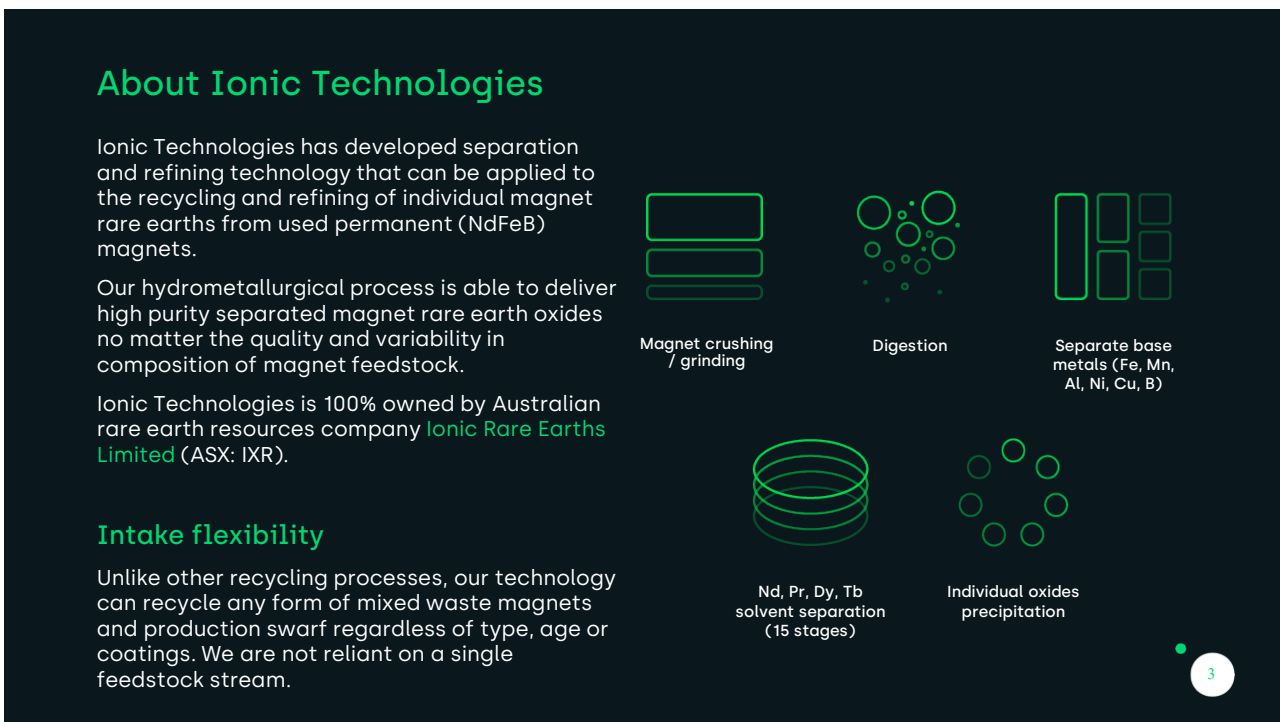 About Ionic Technologies
Ionic Technologies has developed separation
and refining technology that can be applied to
the recycling and refining of individual magnet
rare earths from used permanent (NdFeB)
magnets.
Our hydrometallurgical process is able to deliver
high purity separated magnet rare earth oxides
no matter the quality and variability in
composition of magnet feedstock.
Ionic Technologies is 100% owned by Australian
rare earth resources company Ionic Rare Earths
Limited (ASX: IXR).
Intake flexibility
Unlike other recycling processes, our technology
can recycle any form of mixed waste magnets
and production swarf regardless of type, age or
coatings. We are not reliant on a single
feedstock stream.
Magnet crushing
/ grinding
Digestion
Separate base
metals (Fe, Mn,
Al, Ni, Cu, B)
Nd, Pr, Dy, Tb
solvent separation
(15 stages)
Individual oxides
precipitation
3